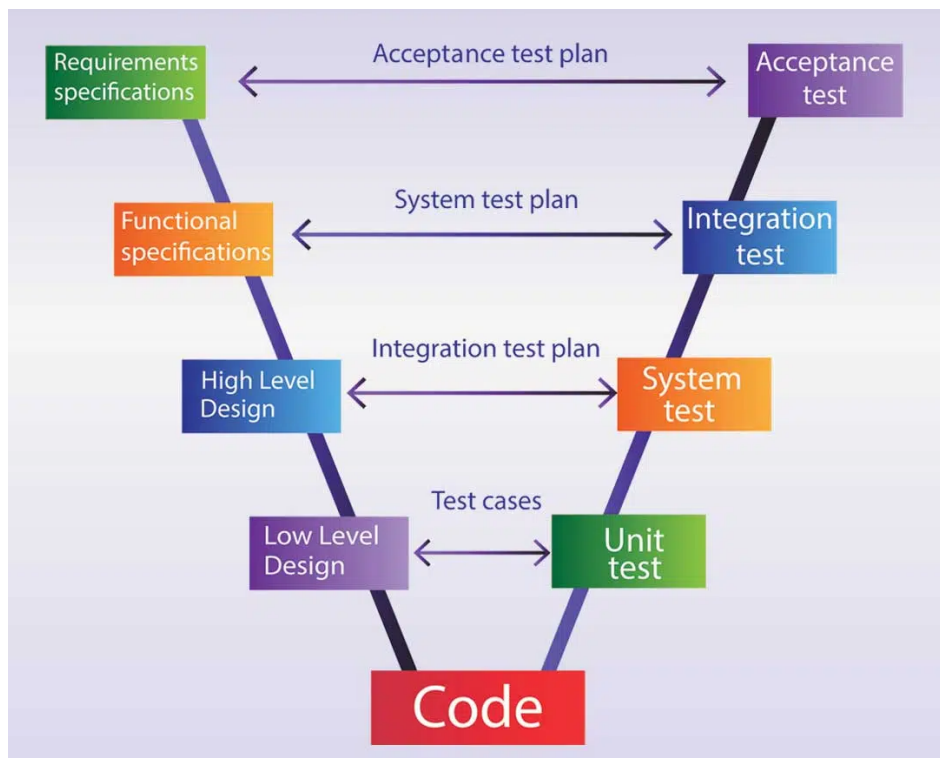 Requirements
specifications
Acceptance test plan
Acceptance
test
Functional
specifications
System test plan
Integration
test
High Level
Design
Integration test plan
System
test
Low Level
Design
Test cases
Unit
test
Code